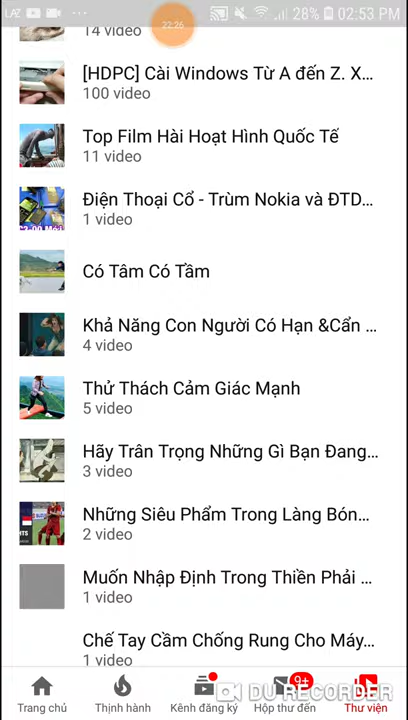 LAZ 22:26 28% 02:53 PM
14 video
[HDPC] Cài Windows Từ A đến Z. X...
100 video
Top Film Hài Hoạt Hình Quốc Tế
11 video
Điện Thoại Cổ - Trùm Nokia và ĐTD...
1 video
Có Tâm Có Tầm
Khả Năng Con Người Có Hạn &Cẩn ...
4 video
Thử Thách Cảm Giác Mạnh
5 video
Hãy Trân Trọng Những Gì Bạn Đang...
3 video
Những Siêu Phẩm Trong Làng Bón...
2 video
Muốn Nhập Định Trong Thiền Phải ...
1 video
Chế Tay Cầm Chống Rung Cho Máy...
1 video
9+
DU RECORDER
Trang chủ Thịnh hành Kênh đăng ký Hộp thư đến Thư viện